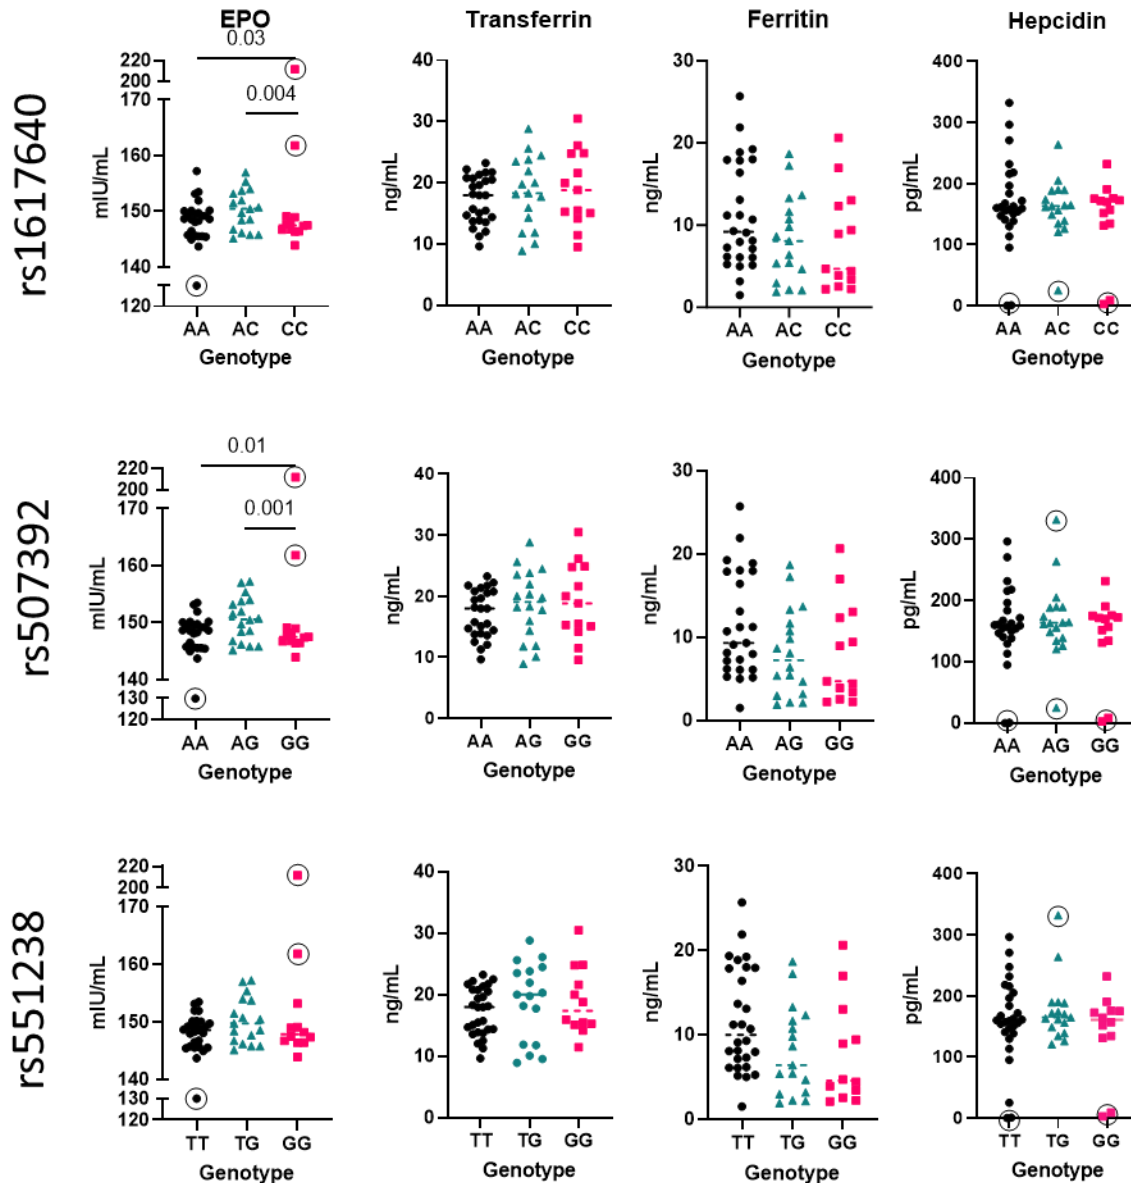 EPO Transferrin Ferritin Hepcidin
rs1617640
0.03
0.004
mIU/mL
220
200
170
160
150
140
120
AA AC CC
Genotype
ng/mL
40
30
20
10
0
AA AC CC
Genotype
ng/mL
30
20
10
0
AA AC CC
Genotype
pg/mL
400
300
200
100
0
AA AC CC
Genotype
rs507392
0.01
0.001
mIU/mL
220
200
170
160
150
140
130
120
AA AG GG
Genotype
ng/mL
40
30
20
10
0
AA AG GG
Genotype
ng/mL
30
20
10
0
AA AG GG
Genotype
pg/mL
400
300
200
100
0
AA AG GG
Genotype
rs551238
mIU/mL
220
200
170
160
150
140
130
120
TT TG GG
Genotype
ng/mL
40
30
20
10
0
TT TG GG
Genotype
ng/mL
30
20
10
0
TT TG GG
Genotype
pg/mL
400
300
200
100
0
TT TG GG
Genotype